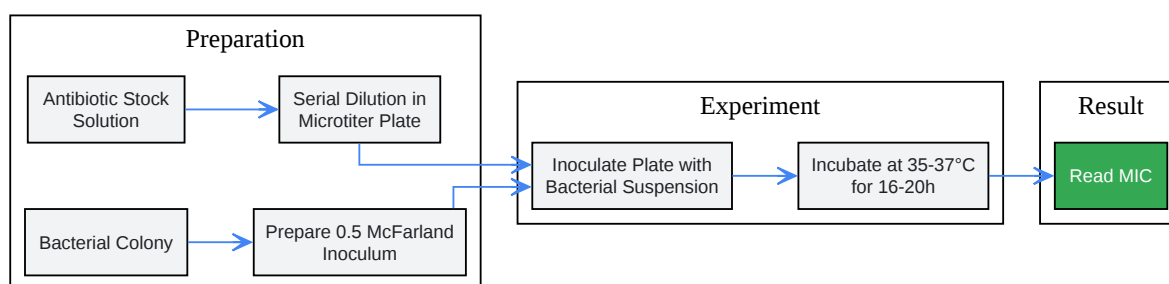 Preparation
Antibiotic Stock
Solution
Serial Dilution in
Microtiter Plate
Bacterial Colony
Prepare 0.5 McFarland
Inoculum
Experiment
Inoculate Plate with
Bacterial Suspension
Incubate at 35-37°C
for 16-20h
Result
Read MIC